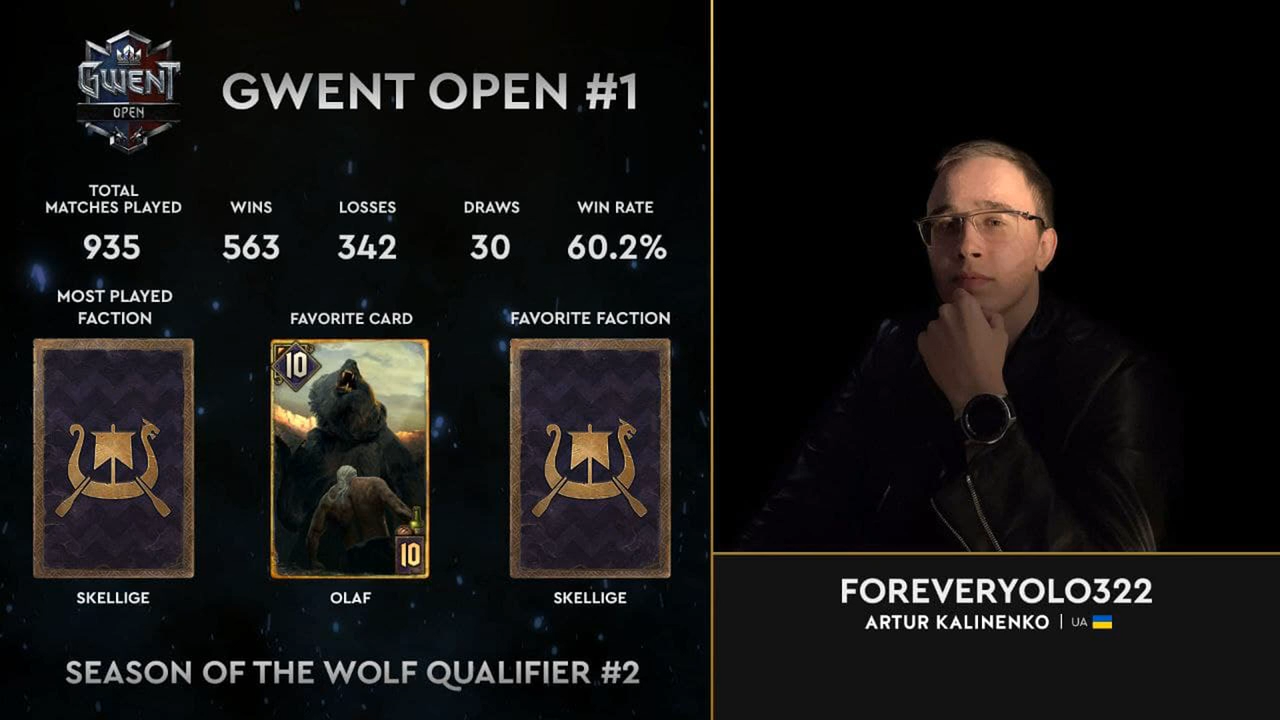 GWENT
OPEN
GWENT OPEN #1
TOTAL
MATCHES PLAYED
WINS
LOSSES
DRAWS
WIN RATE
935
563
342
30
60.2%
MOST PLAYED
FACTION
FAVORITE CARD
FAVORITE FACTION
10
10
SKELLIGE
OLAF
SKELLIGE
SEASON OF THE WOLF QUALIFIER #2
FOREVERYOLO322
ARTUR KALINENKO | UA